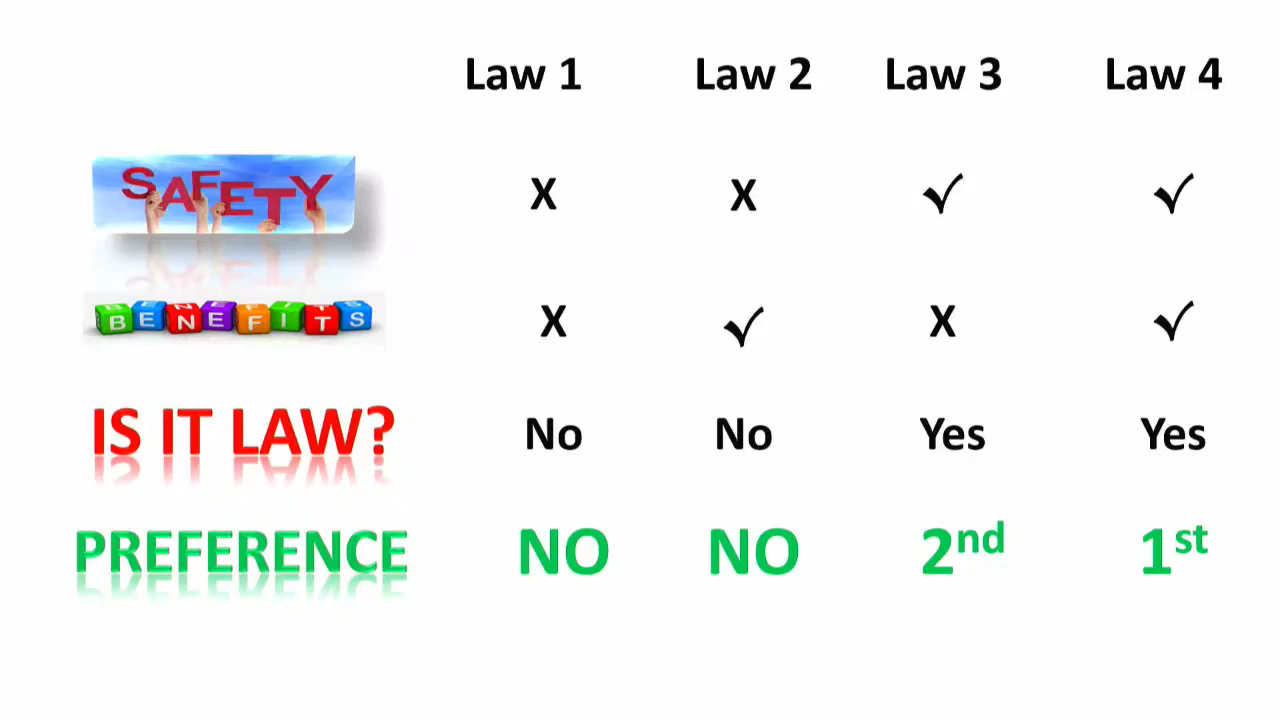 Law 1 Law 2 Law 3 Law 4
SAFETY X X ✓ ✓
BENEFITS X ✓ X ✓
IS IT LAW? No No Yes Yes
PREFERENCE NO NO 2nd 1st